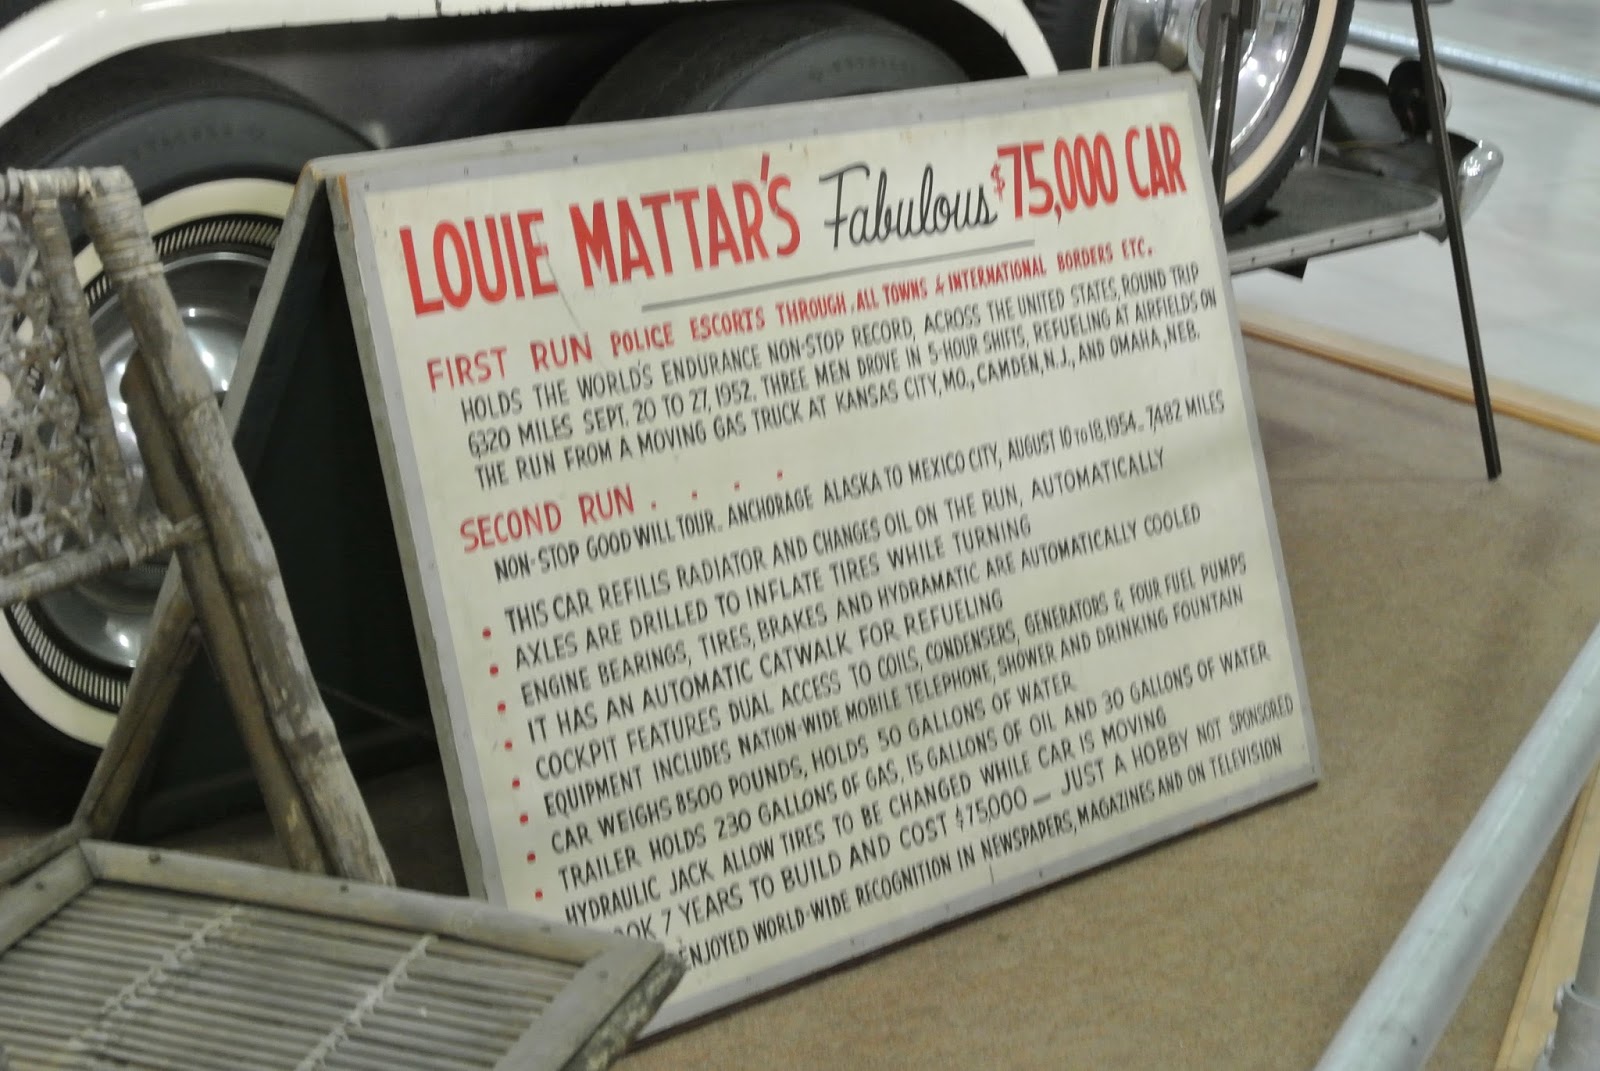 LOUIE MATTAR'S Fabulous $75,000 CAR
FIRST RUN POLICE ESCORTS THROUGH ALL TOWNS & INTERNATIONAL BORDERS ETC.
HOLDS THE WORLD'S ENDURANCE NON-STOP RECORD, ACROSS THE UNITED STATES, ROUND TRIP
6320 MILES SEPT. 20 TO 27, 1952. THREE MEN DROVE IN 5-HOUR SHIFTS, REFUELING AT AIRFIELDS ON
THE RUN FROM A MOVING GAS TRUCK AT KANSAS CITY, MO., CAMDEN, N.J., AND OMAHA, NEB.
SECOND RUN . . . .
NON-STOP GOOD WILL TOUR - ANCHORAGE ALASKA TO MEXICO CITY, AUGUST 10 TO 18, 1954 - 7,482 MILES
• THIS CAR REFILLS RADIATOR AND CHANGES OIL ON THE RUN, AUTOMATICALLY
• AXLES ARE DRILLED TO INFLATE TIRES WHILE TURNING
• ENGINE BEARINGS, TIRES, BRAKES AND HYDRAMATIC ARE AUTOMATICALLY COOLED
• IT HAS AN AUTOMATIC CATWALK FOR REFUELING
• COCKPIT FEATURES DUAL ACCESS TO COILS, CONDENSERS, GENERATORS & FOUR FUEL PUMPS
• EQUIPMENT INCLUDES NATION-WIDE MOBILE TELEPHONE, SHOWER AND DRINKING FOUNTAIN
• CAR WEIGHS 8500 POUNDS, HOLDS 50 GALLONS OF WATER
• TRAILER HOLDS 230 GALLONS OF GAS, 15 GALLONS OF OIL AND 30 GALLONS OF WATER
HYDRAULIC JACK ALLOW TIRES TO BE CHANGED WHILE CAR IS MOVING
7 YEARS TO BUILD AND COST $75,000 — JUST A HOBBY NOT SPONSORED
ENJOYED WORLD-WIDE RECOGNITION IN NEWSPAPERS, MAGAZINES AND ON TELEVISION